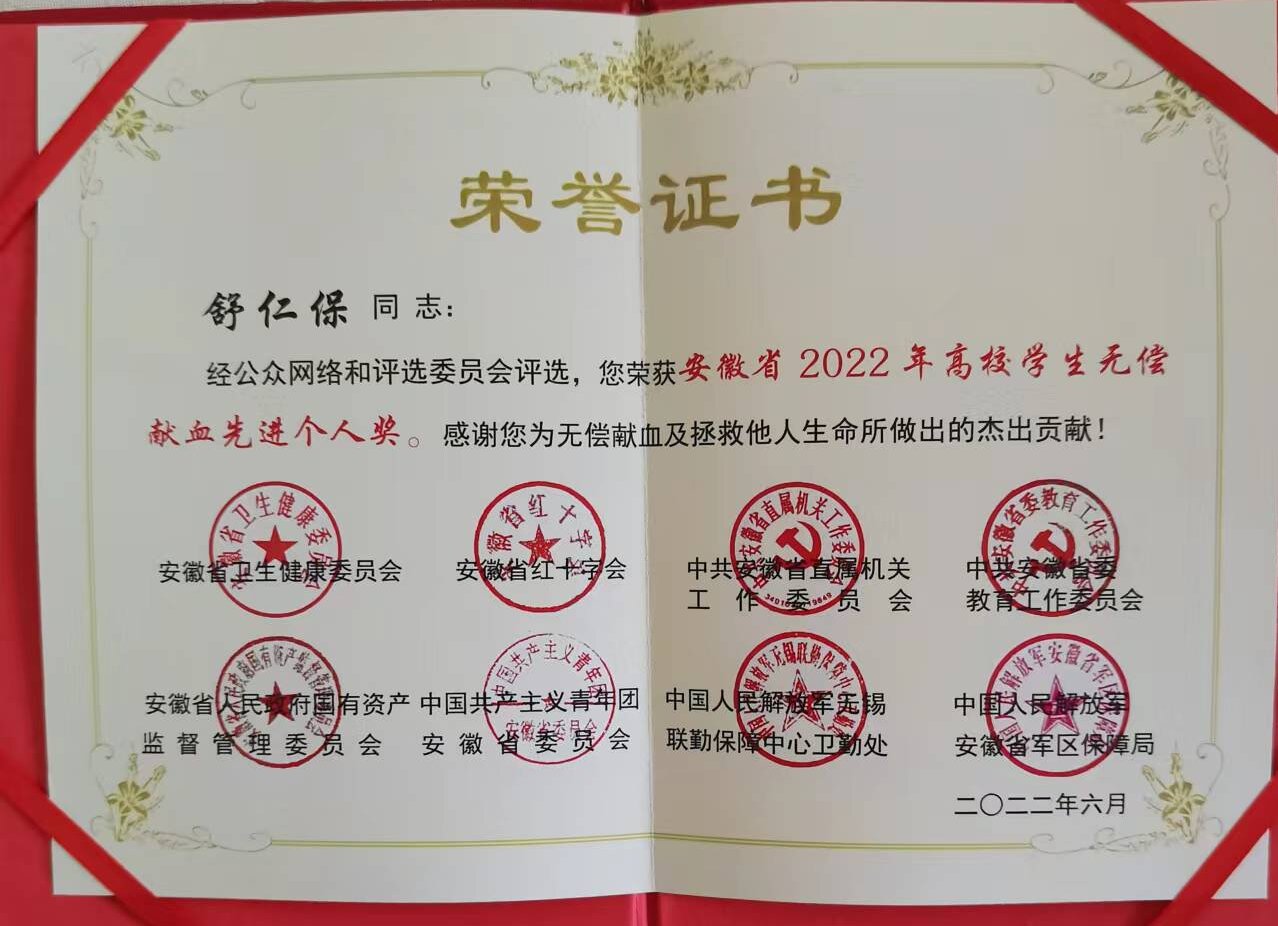 荣誉证书
舒仁保 同志：
经公众网络和评选委员会评选，您荣获安徽省2022年高校学生无偿
献血先进个人奖。感谢您为无偿献血及拯救他人生命所做出的杰出贡献！
安徽省卫生健康委员会 安徽省红十字会 中共安徽省直属机关 中共安徽省委
工作委员会 教育工作委员会
安徽省人民政府国有资产 中国共产主义青年团 中国人民解放军无锡 中国人民解放军
监督管理委员会 安徽省委员会 联勤保障中心卫勤处 安徽省军区保障局
二〇二二年六月